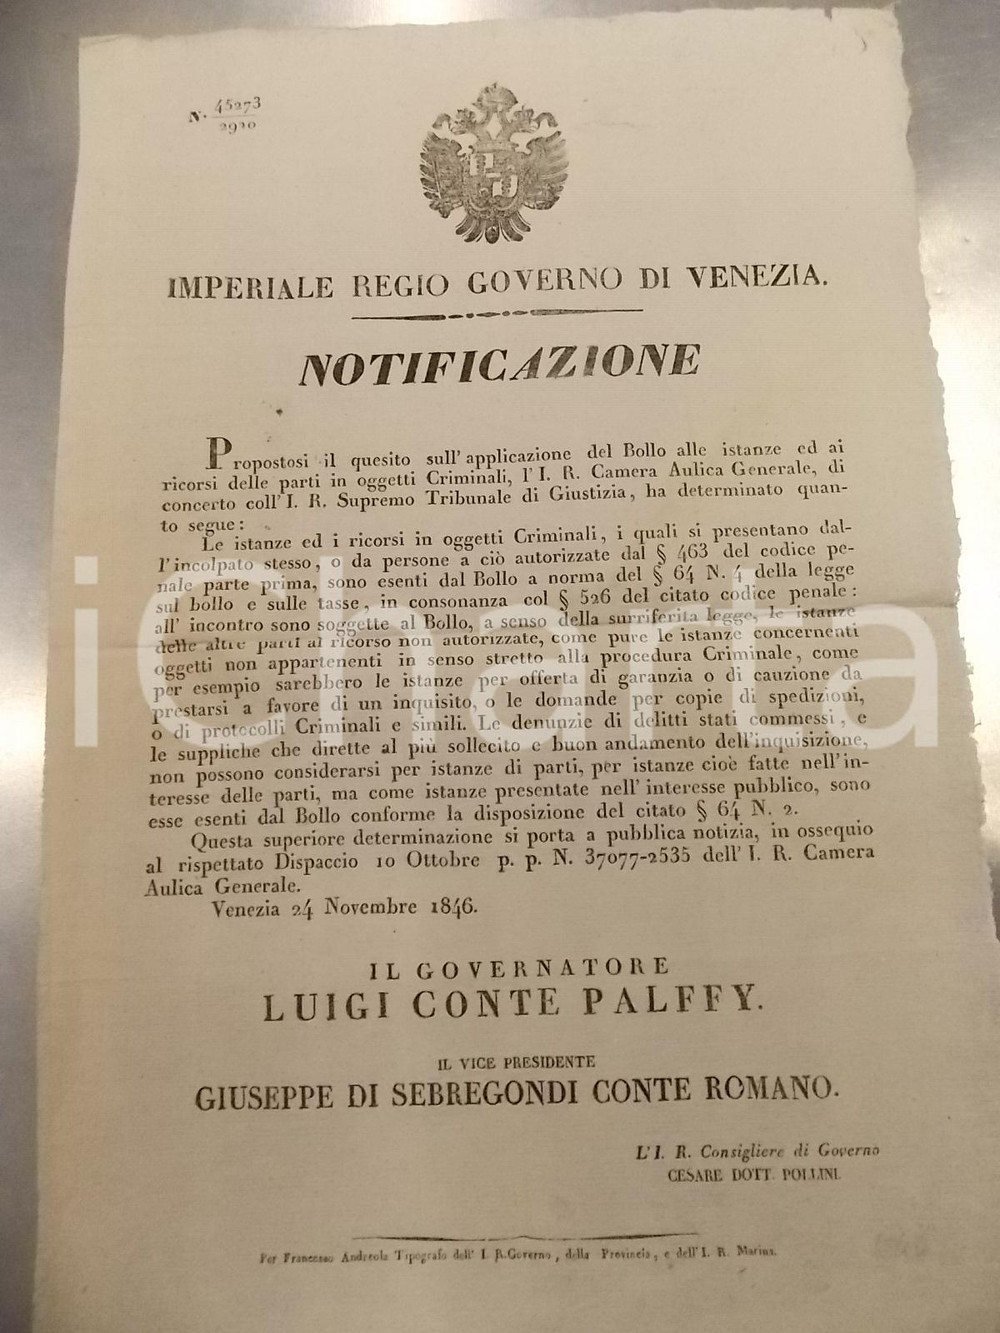 N. 45273
2920
IMPERIALE REGIO GOVERNO DI VENEZIA.
NOTIFICAZIONE
Propostosi il quesito sull' applicazione del Bollo alle istanze ed ai
ricorsi delle parti in oggetti Criminali, l' I. R. Camera Aulica Generale, di
concerto coll' I. R. Supremo Tribunale di Giustizia, ha determinato quan-
to segue:
Le istanze ed i ricorsi in oggetti Criminali, i quali si presentano dal-
l'incolpato stesso, o da persone a ciò autorizzate dal § 463 del codice pe-
nale parte prima, sono esenti dal Bollo a norma del § 64 N. 4 della legge
sul bollo e sulle tasse, in consonanza col § 526 del citato codice penale:
all' incontro sono soggette al Bollo, a senso della surriferita legge, le istanze
delle altre parti al ricorso non autorizzate, come pure le istanze concernenti
oggetti non appartenenti in senso stretto alla procedura Criminale, come
per esempio sarebbero le istanze per offerta di garanzia o di cauzione da
prestarsi a favore di un inquisito, o le domande per copie di spedizioni,
o di protocolli Criminali e simili. Le denunzie di delitti stati commessi, e
le suppliche che dirette al più sollecito e buon andamento dell'inquisizione,
non possono considerarsi per istanze di parti, per istanze cioè fatte nell' in-
teresse delle parti, ma come istanze presentate nell' interesse pubblico, sono
esse esenti dal Bollo conforme la disposizione del citato § 64 N. 2.
Questa superiore determinazione si porta a pubblica notizia, in ossequio
al rispettato Dispaccio 10 Ottobre p. p. N. 37077-2535 dell' I. R. Camera
Aulica Generale.
Venezia 24 Novembre 1846.
IL GOVERNATORE
LUIGI CONTE PALFFY.
IL VICE PRESIDENTE
GIUSEPPE DI SEBREGONDI CONTE ROMANO.
L' I. R. Consigliere di Governo
CESARE DOTT. POLLINI.
Per Francesco Andreola Tipografo dell' I. R. Governo, della Provincia, e dell' I. R. Marina.
iCharta